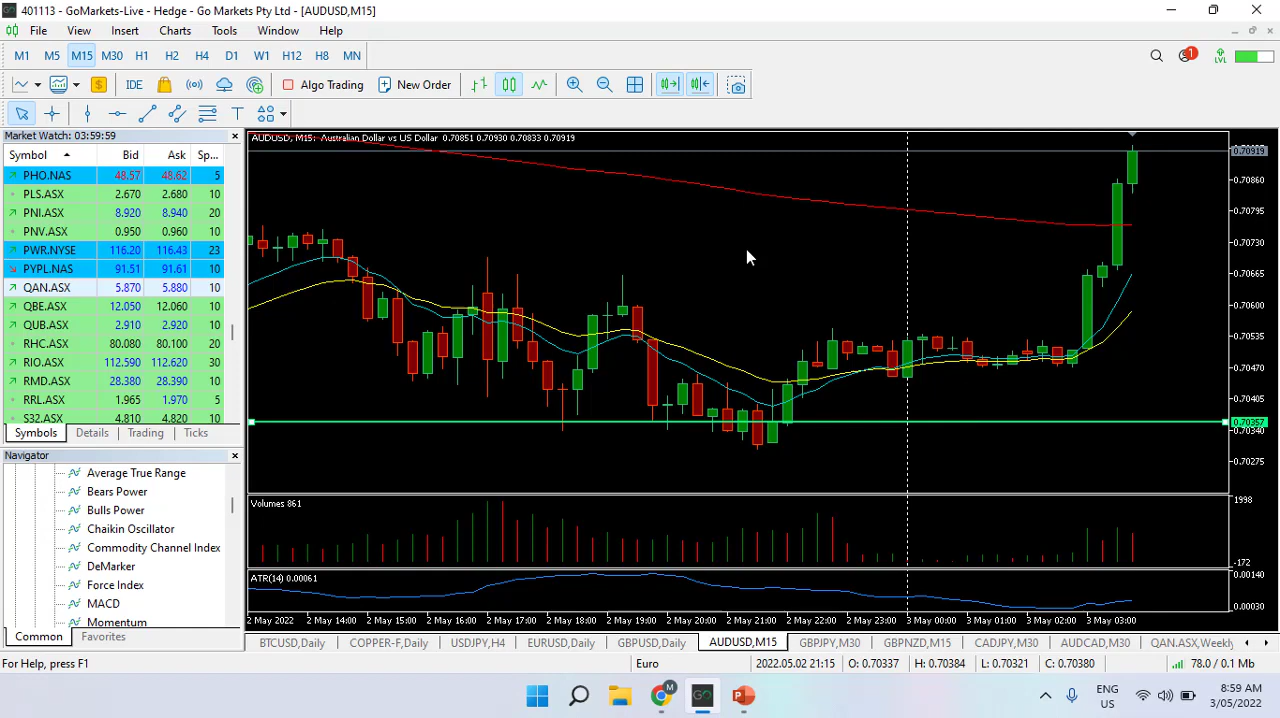 401113 - GoMarkets-Live - Hedge - Go Markets Pty Ltd - [AUDUSD,M15]
File View Insert Charts Tools Window Help
M1 M5 M15 M30 H1 H2 H4 D1 W1 H12 H8 MN 1 LVL
IDE Algo Trading New Order
Market Watch: 03:59:59
Symbol Bid Ask Sp...
PHO.NAS 48.57 48.62 5
PLS.ASX 2.670 2.680 10
PNI.ASX 8.920 8.940 20
PNV.ASX 0.950 0.960 10
PWR.NYSE 116.20 116.43 23
PYPL.NAS 91.51 91.61 10
QAN.ASX 5.870 5.880 10
QBE.ASX 12.050 12.060 10
QUB.ASX 2.910 2.920 10
RHC.ASX 80.080 80.100 20
RIO.ASX 112.590 112.620 30
RMD.ASX 28.380 28.390 10
RRL.ASX 1.965 1.970 5
S32.ASX 4.810 4.820 10
Symbols Details Trading Ticks
Navigator
Average True Range
Bears Power
Bulls Power
Chaikin Oscillator
Commodity Channel Index
DeMarker
Force Index
MACD
Momentum
Common Favorites
AUDUSD, M15: Australian Dollar vs US Dollar 0.70851 0.70930 0.70833 0.70919
0.70919
0.70860
0.70795
0.70730
0.70665
0.70600
0.70535
0.70470
0.70405
0.70357
0.70340
0.70275
Volumes 861
1998
-172
ATR(14) 0.00061
0.00140
0.00030
2 May 2022 2 May 14:00 2 May 15:00 2 May 16:00 2 May 17:00 2 May 18:00 2 May 19:00 2 May 20:00 2 May 21:00 2 May 22:00 2 May 23:00 3 May 00:00 3 May 01:00 3 May 02:00 3 May 03:00
BTCUSD,Daily COPPER-F,Daily USDJPY,H4 EURUSD,Daily GBPUSD,Daily AUDUSD,M15 GBPJPY,M30 GBPNZD,M15 CADJPY,M30 AUDCAD,M30 QAN.ASX,Weekly
For Help, press F1 Euro 2022.05.02 21:15 O: 0.70337 H: 0.70384 L: 0.70321 C: 0.70380 78.0 / 0.1 Mb
M GO P ENG US 8:59 AM 3/05/2022